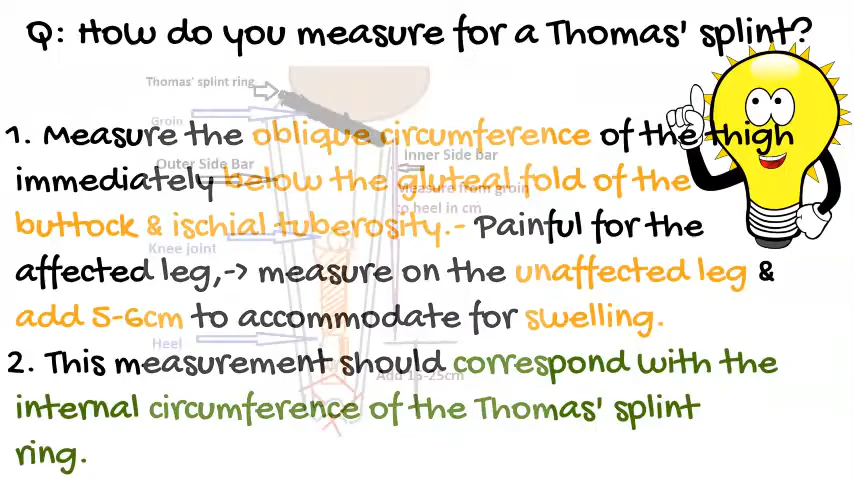 Q: How do you measure for a Thomas' splint?
Thomas' splint ring
Groin
1. Measure the oblique circumference of the thigh
Outer Side Bar
Inner Side bar
immediately below the gluteal fold of the
Measure from groin
to heel in cm
buttock & ischial tuberosity.- Painful for the
Knee joint
affected leg,-> measure on the unaffected leg &
add 5-6cm to accommodate for swelling.
Heel
2. This measurement should correspond with the
Add 15-25cm
internal circumference of the Thomas' splint
ring.